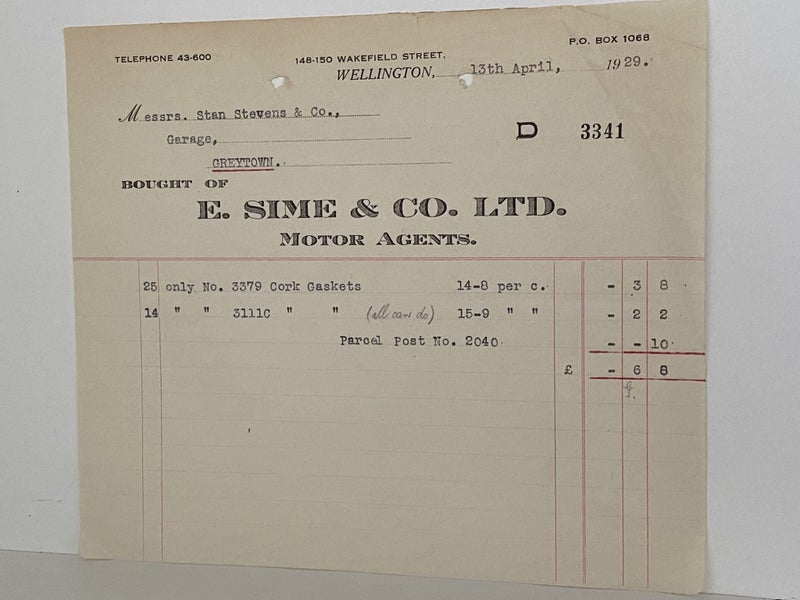 TELEPHONE 43-600
148-150 WAKEFIELD STREET.
P.O. BOX 1068
WELLINGTON, 13th April, 1929.
Messrs. Stan Stevens & Co.,
Garage,
GREYTOWN.
D 3341
BOUGHT OF
E. SIME & CO. LTD.
MOTOR AGENTS.
25 only No. 3379 Cork Gaskets 14-8 per c. - 3 8
14 " " 3111C " " (all can do) 15-9 " " - 2 2
Parcel Post No. 2040 - - 10
£ - 6 8